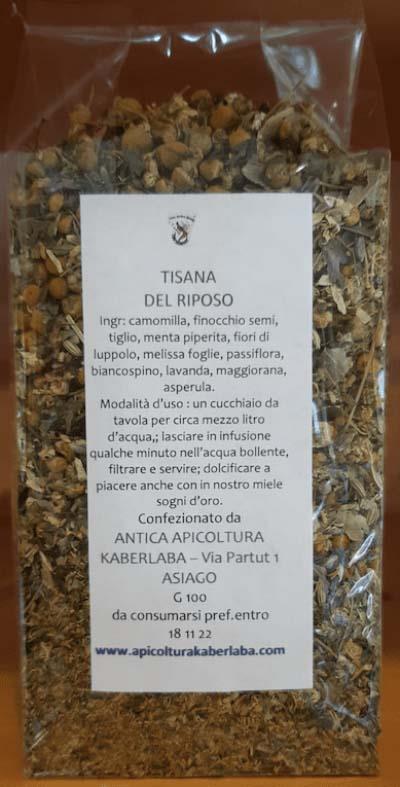 TISANA
DEL RIPOSO
Ingr: camomilla, finocchio semi,
tiglio, menta piperita, fiori di
luppolo, melissa foglie, passiflora,
biancospino, lavanda, maggiorana,
asperula.
Modalità d'uso : un cucchiaio da
tavola per circa mezzo litro
d'acqua,; lasciare in infusione
qualche minuto nell'acqua bollente,
filtrare e servire; dolcificare a
piacere anche con in nostro miele
sogni d'oro.
Confezionato da
ANTICA APICOLTURA
KABERLABA – Via Partut 1
ASIAGO
G 100
da consumarsi pref.entro
18 11 22
www.apicolturakaberlaba.com